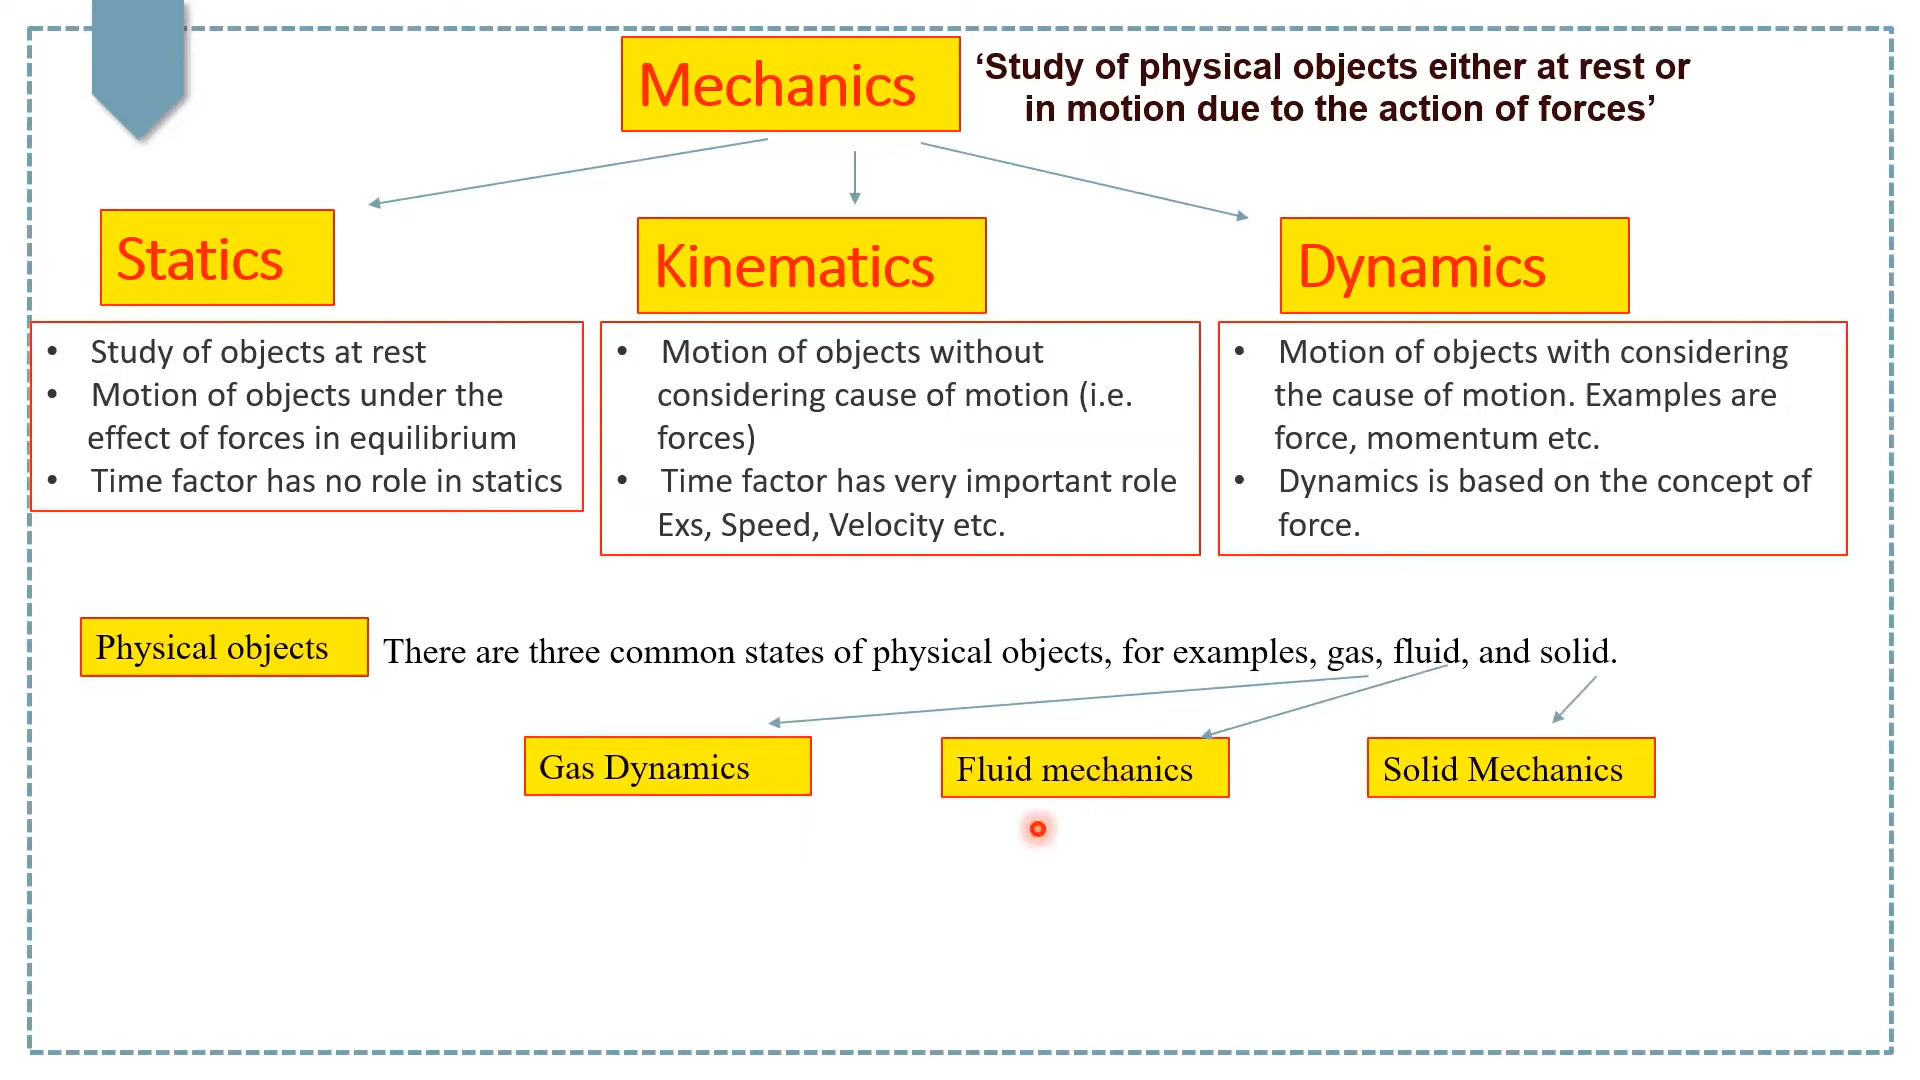 Mechanics
‘Study of physical objects either at rest or
in motion due to the action of forces’
Statics
Kinematics
Dynamics
• Study of objects at rest
• Motion of objects under the
effect of forces in equilibrium
• Time factor has no role in statics
• Motion of objects without
considering cause of motion (i.e.
forces)
• Time factor has very important role
Exs, Speed, Velocity etc.
• Motion of objects with considering
the cause of motion. Examples are
force, momentum etc.
• Dynamics is based on the concept of
force.
Physical objects
There are three common states of physical objects, for examples, gas, fluid, and solid.
Gas Dynamics
Fluid mechanics
Solid Mechanics